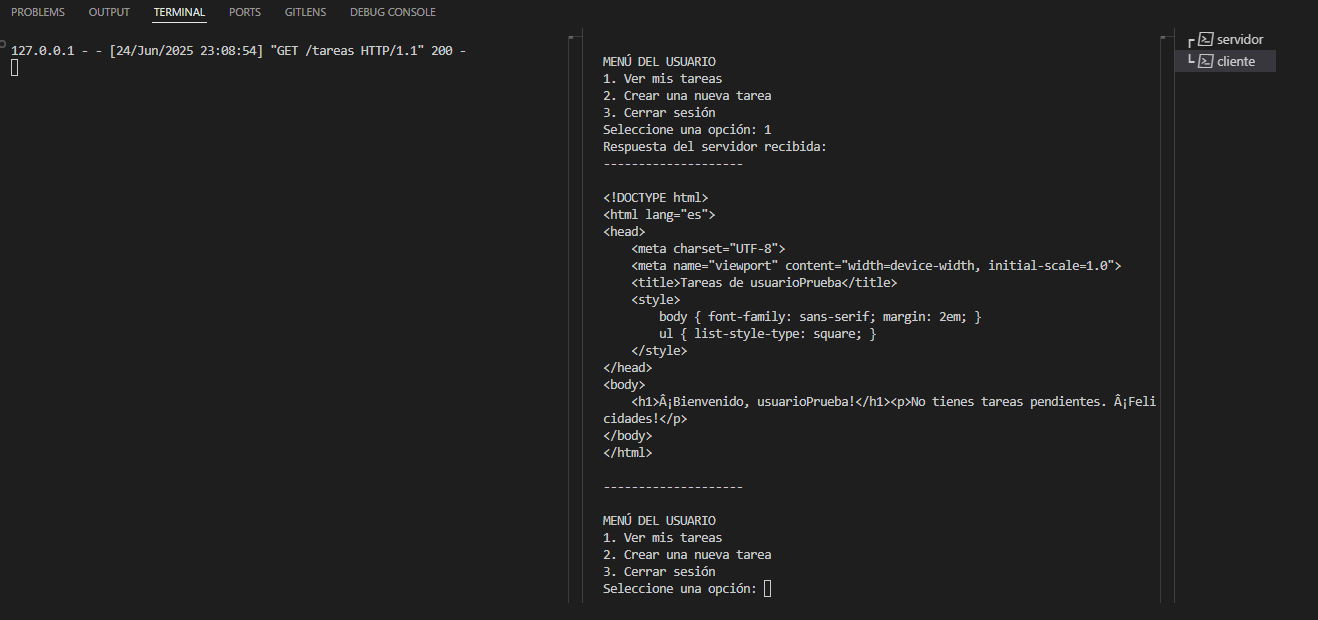 PROBLEMS OUTPUT TERMINAL PORTS GITLENS DEBUG CONSOLE
127.0.0.1 - - [24/Jun/2025 23:08:54] "GET /tareas HTTP/1.1" 200 -
MENÚ DEL USUARIO
1. Ver mis tareas
2. Crear una nueva tarea
3. Cerrar sesión
Seleccione una opción: 1
Respuesta del servidor recibida:
--------------------
<!DOCTYPE html>
<html lang="es">
<head>
    <meta charset="UTF-8">
    <meta name="viewport" content="width=device-width, initial-scale=1.0">
    <title>Tareas de usuarioPrueba</title>
    <style>
        body { font-family: sans-serif; margin: 2em; }
        ul { list-style-type: square; }
    </style>
</head>
<body>
    <h1>Â¡Bienvenido, usuarioPrueba!</h1><p>No tienes tareas pendientes. Â¡Feli
cidades!</p>
</body>
</html>
--------------------
MENÚ DEL USUARIO
1. Ver mis tareas
2. Crear una nueva tarea
3. Cerrar sesión
Seleccione una opción:
servidor
cliente